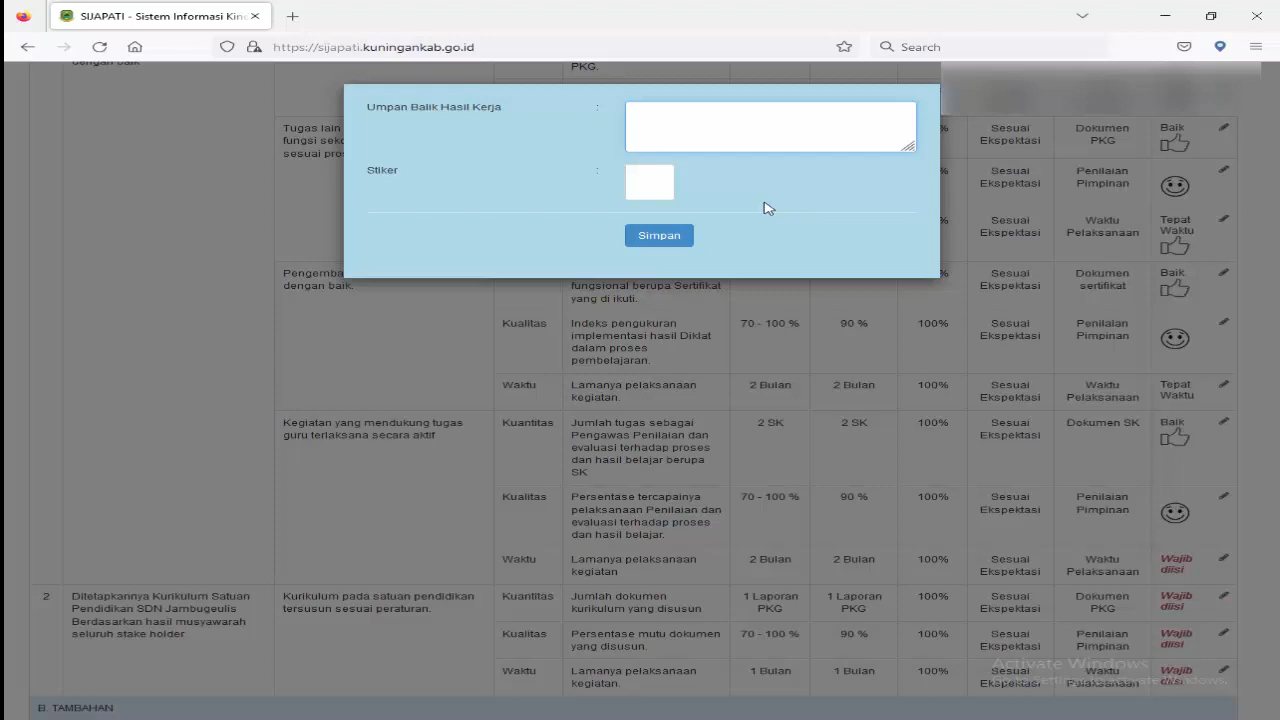 SIJAPATI - Sistem Informasi Kin
https://sijapati.kuningankab.go.id
Search
dengan baik
PKG.
Umpan Balik Hasil Kerja :
Stiker :
Simpan
Tugas lain
fungsi
sesuai
%
Sesuai
Ekspektasi
Dokumen
PKG
Baik
%
Sesuai
Ekspektasi
Penilaian
Pimpinan
%
Sesuai
Ekspektasi
Waktu
Pelaksanaan
Tepat
Waktu
dengan baik.
fungsional berupa Sertifikat
yang di ikuti.
%
Sesuai
Ekspektasi
Dokumen
sertifikat
Baik
Kualitas
Indeks pengukuran
implementasi hasil Diklat
dalam proses
pembelajaran.
70 - 100 %
90 %
100%
Sesuai
Ekspektasi
Penilaian
Pimpinan
Waktu
Lamanya pelaksanaan
kegiatan.
2 Bulan
2 Bulan
100%
Sesuai
Ekspektasi
Waktu
Pelaksanaan
Tepat
Waktu
Kegiatan yang mendukung tugas
guru terlaksana secara aktif
Kuantitas
Jumlah tugas sebagai
Pengawas Penilaian dan
evaluasi terhadap proses
dan hasil belajar berupa
SK
2 SK
2 SK
100%
Sesuai
Ekspektasi
Dokumen SK
Baik
Kualitas
Persentase tercapainya
pelaksanaan Penilaian dan
evaluasi terhadap proses
dan hasil belajar.
70 - 100 %
90 %
100%
Sesuai
Ekspektasi
Penilaian
Pimpinan
Waktu
Lamanya pelaksanaan
kegiatan
2 Bulan
2 Bulan
100%
Sesuai
Ekspektasi
Waktu
Pelaksanaan
Wajib
diisi
2
Ditetapkannya Kurikulum Satuan
Pendidikan SDN Jambugeulis
Berdasarkan hasil musyawarah
seluruh stake holder
Kurikulum pada satuan pendidikan
tersusun sesuai peraturan.
Kuantitas
Jumlah dokumen
kurikulum yang disusun
1 Laporan
PKG
1 Laporan
PKG
100%
Sesuai
Ekspektasi
Dokumen
PKG
Wajib
diisi
Kualitas
Persentase mutu dokumen
yang disusun.
70 - 100 %
90 %
100%
Sesuai
Ekspektasi
Penilaian
Pimpinan
Wajib
diisi
Waktu
Lamanya pelaksanaan
kegiatan.
1 Bulan
1 Bulan
100%
Sesuai
Ekspektasi
Waktu
Pelaksanaan
Wajib
diisi
Activate Windows
B. TAMBAHAN